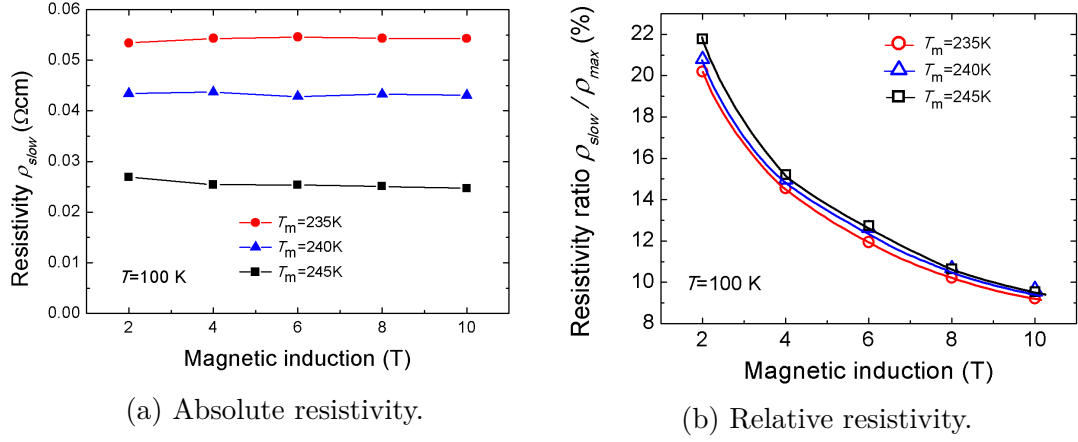 0.06
0.05
0.04
0.03
0.02
0.01
0.00
Resistivity ρslow (Ωcm)
Tm=235K
Tm=240K
Tm=245K
T=100 K
2 4 6 8 10
Magnetic induction (T)
(a) Absolute resistivity.
22
20
18
16
14
12
10
8
Resistivity ratio ρslow /ρmax (%)
Tm=235K
Tm=240K
Tm=245K
T=100 K
2 4 6 8 10
Magnetic induction (T)
(b) Relative resistivity.